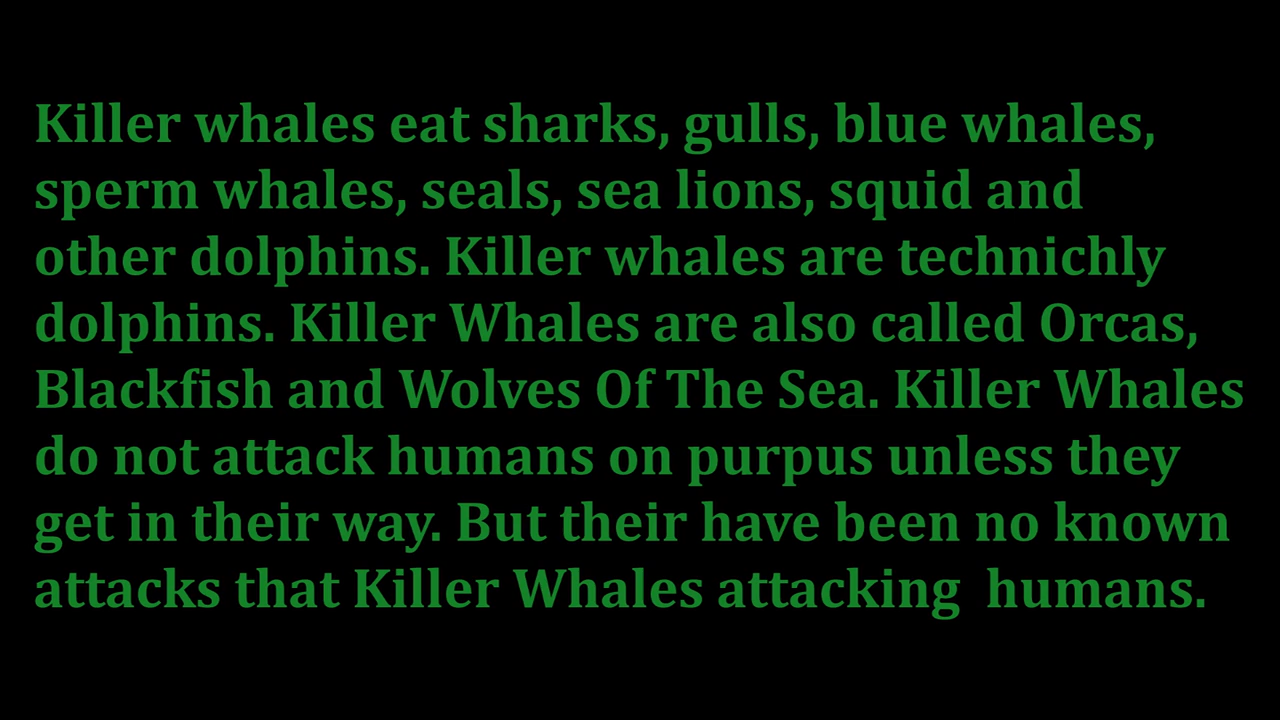 Killer whales eat sharks, gulls, blue whales,
sperm whales, seals, sea lions, squid and
other dolphins. Killer whales are technichly
dolphins. Killer Whales are also called Orcas,
Blackfish and Wolves Of The Sea. Killer Whales
do not attack humans on purpus unless they
get in their way. But their have been no known
attacks that Killer Whales attacking  humans.